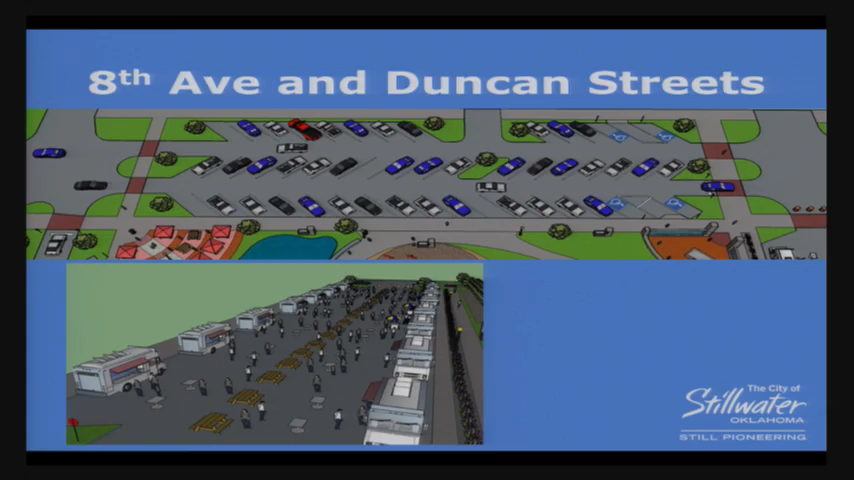 8th Ave and Duncan Streets
The City of
Stillwater
OKLAHOMA
STILL PIONEERING